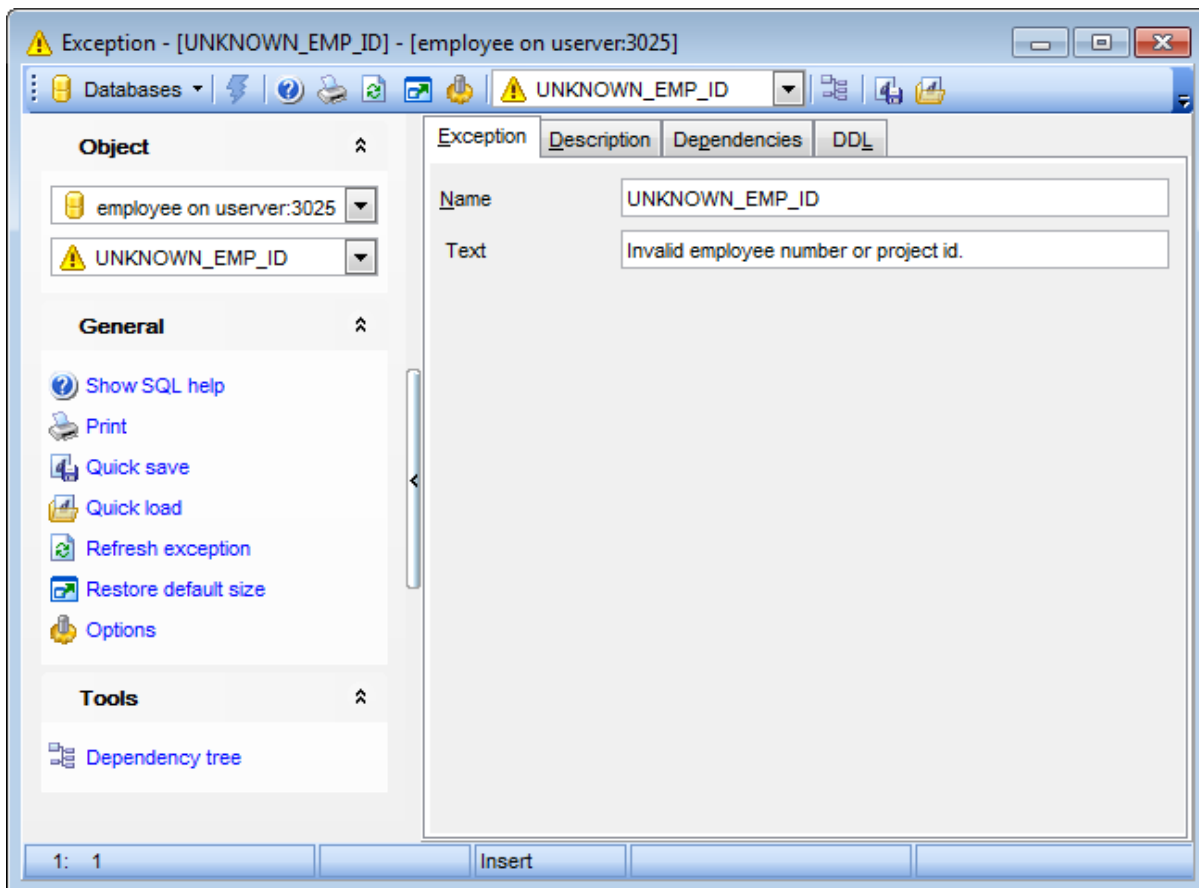 Exception - [UNKNOWN_EMP_ID] - [employee on userver:3025]
Databases UNKNOWN_EMP_ID
Object
employee on userver:3025
UNKNOWN_EMP_ID
General
Show SQL help
Print
Quick save
Quick load
Refresh exception
Restore default size
Options
Tools
Dependency tree
Exception Description Dependencies DDL
Name UNKNOWN_EMP_ID
Text Invalid employee number or project id.
1: 1 Insert